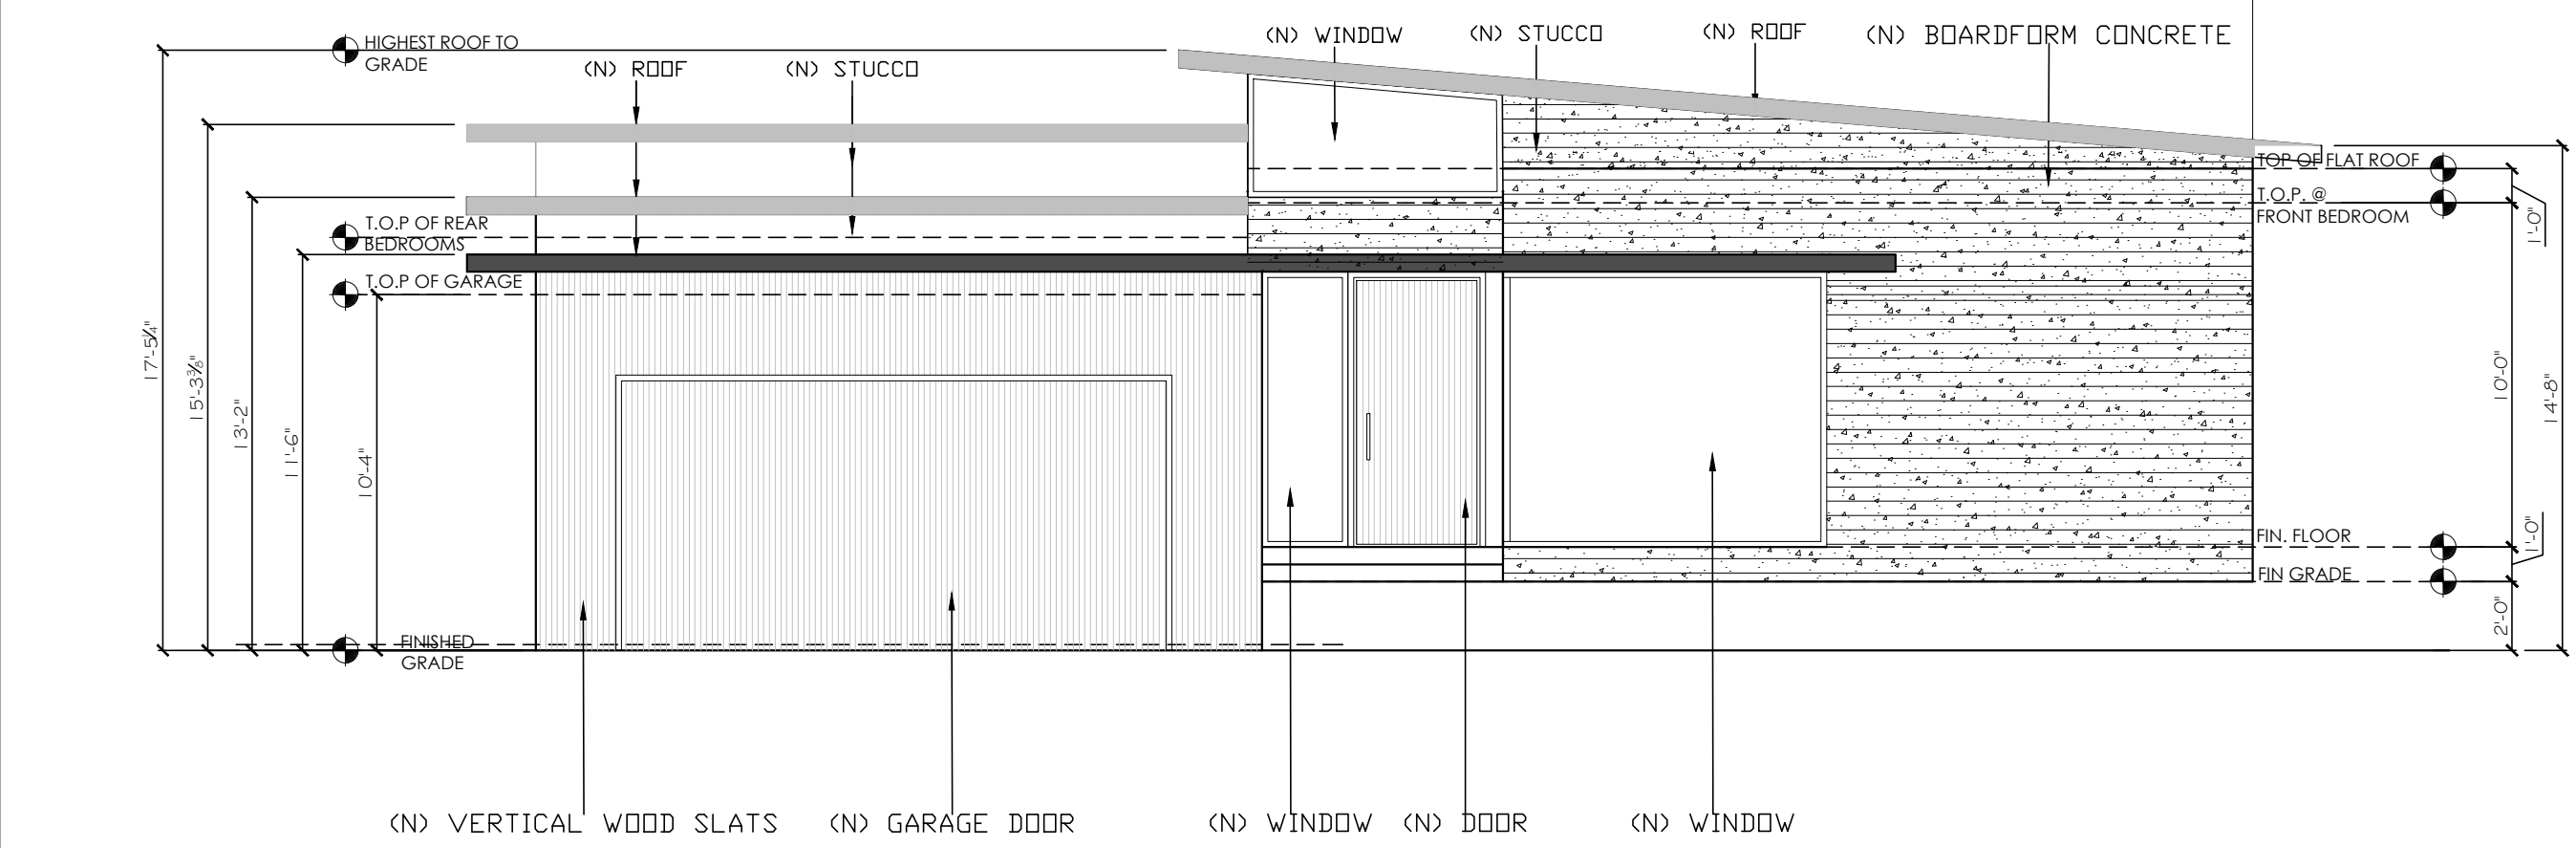 HIGHEST ROOF TO
GRADE
(N) ROOF
(N) STUCCO
(N) WINDOW
(N) STUCCO
(N) ROOF
(N) BOARDFORM CONCRETE
T.O.P OF REAR
BEDROOMS
T.O.P OF GARAGE
TOP OF FLAT ROOF
T.O.P. @
FRONT BEDROOM
17'-5¼"
15'-3⅜"
13'-2"
11'-6"
10'-4"
1'-0"
10'-0"
14'-8"
FIN. FLOOR
1'-0"
FIN GRADE
2'-0"
FINISHED
GRADE
(N) VERTICAL WOOD SLATS
(N) GARAGE DOOR
(N) WINDOW
(N) DOOR
(N) WINDOW